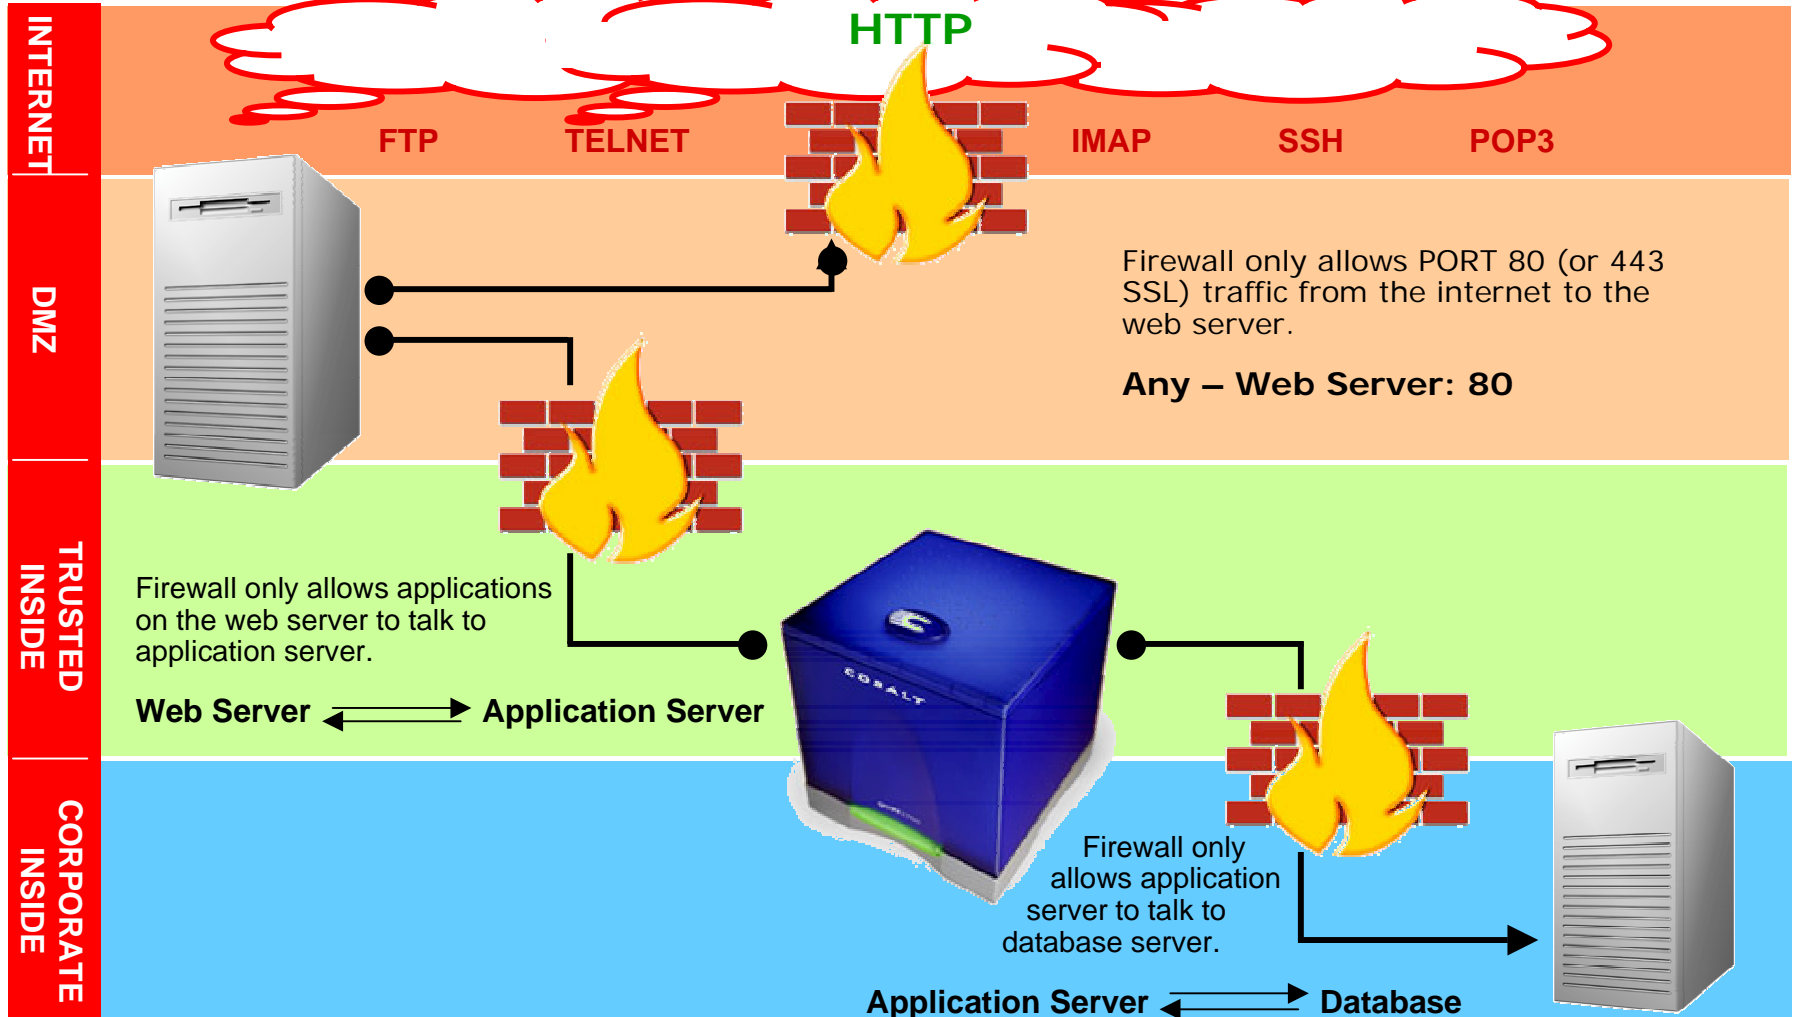 INTERNET
HTTP
FTP
TELNET
IMAP
SSH
POP3
DMZ
Firewall only allows PORT 80 (or 443
SSL) traffic from the internet to the
web server.
Any – Web Server: 80
TRUSTED
INSIDE
Firewall only allows applications
on the web server to talk to
application server.
Web Server
Application Server
COBALT
CORPORATE
INSIDE
Firewall only
allows application
server to talk to
database server.
Application Server
Database